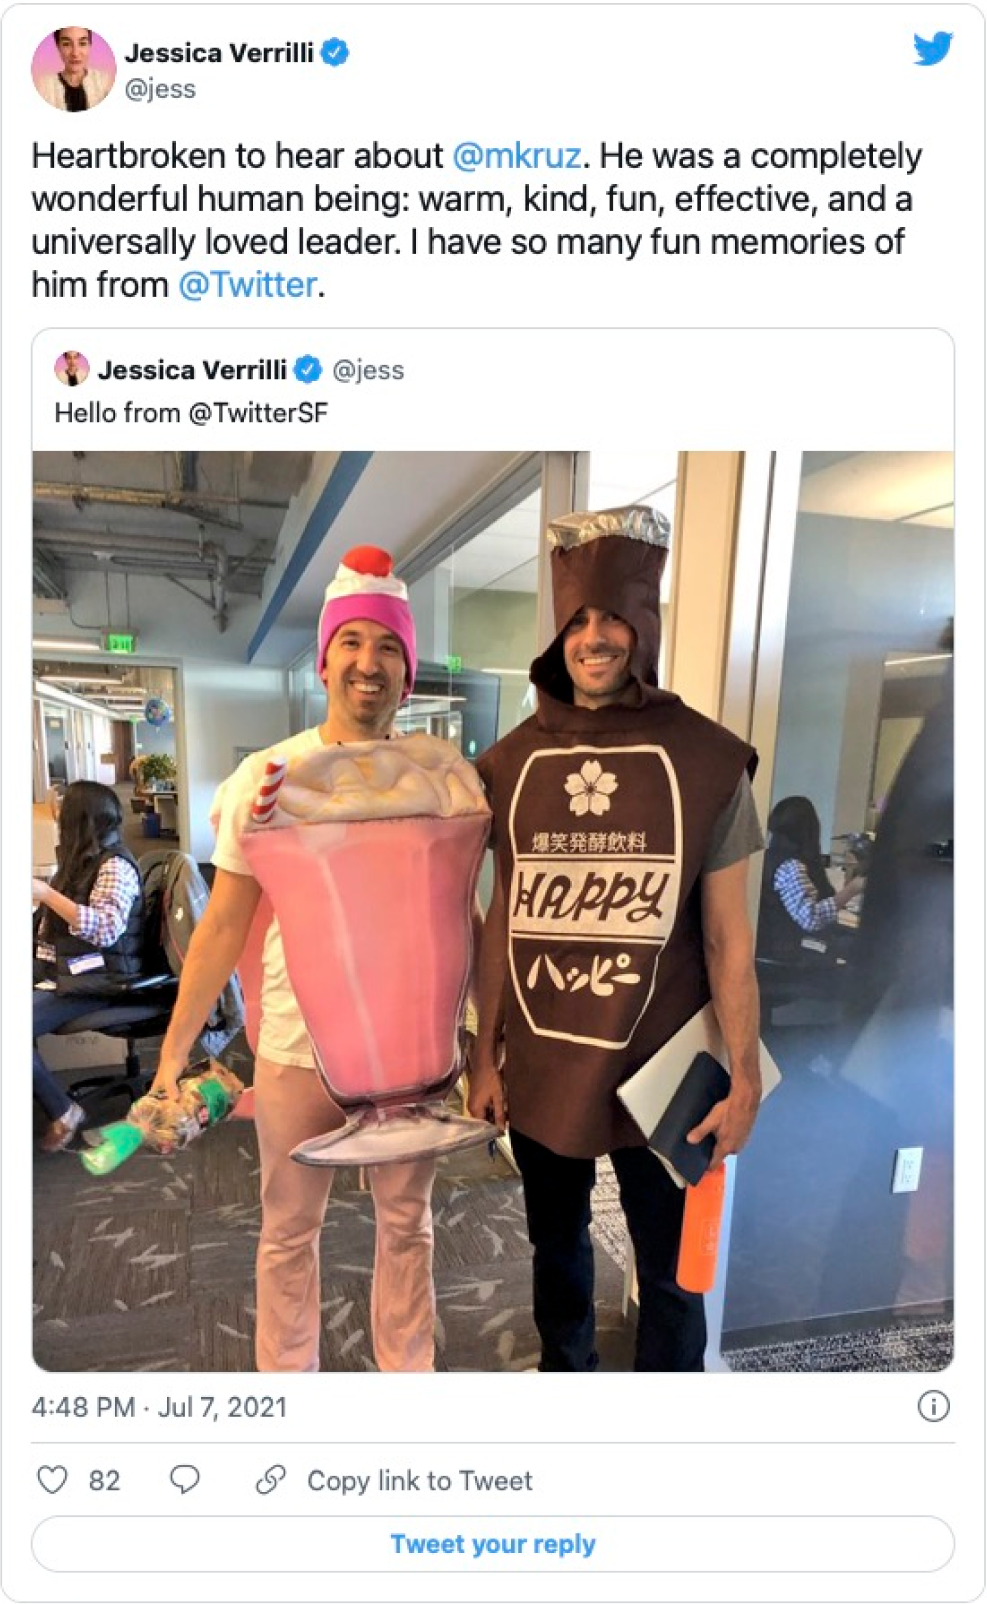 Jessica Verrilli
@jess
Heartbroken to hear about @mkruz. He was a completely
wonderful human being: warm, kind, fun, effective, and a
universally loved leader. I have so many fun memories of
him from @Twitter.
Jessica Verrilli @jess
Hello from @TwitterSF
爆笑発酵飲料
HAPPY
ハッピー
4:48 PM · Jul 7, 2021
82
Copy link to Tweet
Tweet your reply